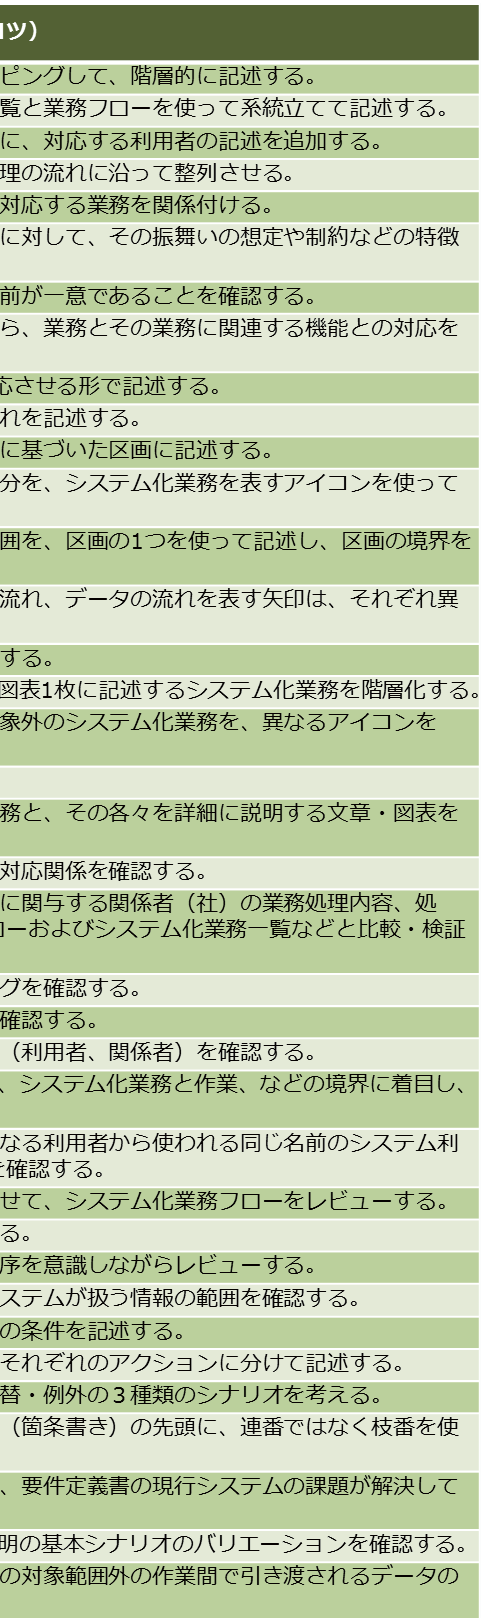 コツ）
ピングして、階層的に記述する。
覧と業務フローを使って系統立てて記述する。
に、対応する利用者の記述を追加する。
理の流れに沿って整列させる。
対応する業務を関係付ける。
に対して、その振舞いの想定や制約などの特徴
前が一意であることを確認する。
ら、業務とその業務に関連する機能との対応を
応させる形で記述する。
れを記述する。
に基づいた区画に記述する。
分を、システム化業務を表すアイコンを使って
囲を、区画の1つを使って記述し、区画の境界を
流れ、データの流れを表す矢印は、それぞれ異
する。
図表1枚に記述するシステム化業務を階層化する。
象外のシステム化業務を、異なるアイコンを
務と、その各々を詳細に説明する文章・図表を
対応関係を確認する。
に関与する関係者（社）の業務処理内容、処
ローおよびシステム化業務一覧などと比較・検証
グを確認する。
確認する。
（利用者、関係者）を確認する。
、システム化業務と作業、などの境界に着目し、
なる利用者から使われる同じ名前のシステム利
を確認する。
せて、システム化業務フローをレビューする。
る。
序を意識しながらレビューする。
ステムが扱う情報の範囲を確認する。
の条件を記述する。
それぞれのアクションに分けて記述する。
替・例外の３種類のシナリオを考える。
（箇条書き）の先頭に、連番ではなく枝番を使
、要件定義書の現行システムの課題が解決して
明の基本シナリオのバリエーションを確認する。
の対象範囲外の作業間で引き渡されるデータの